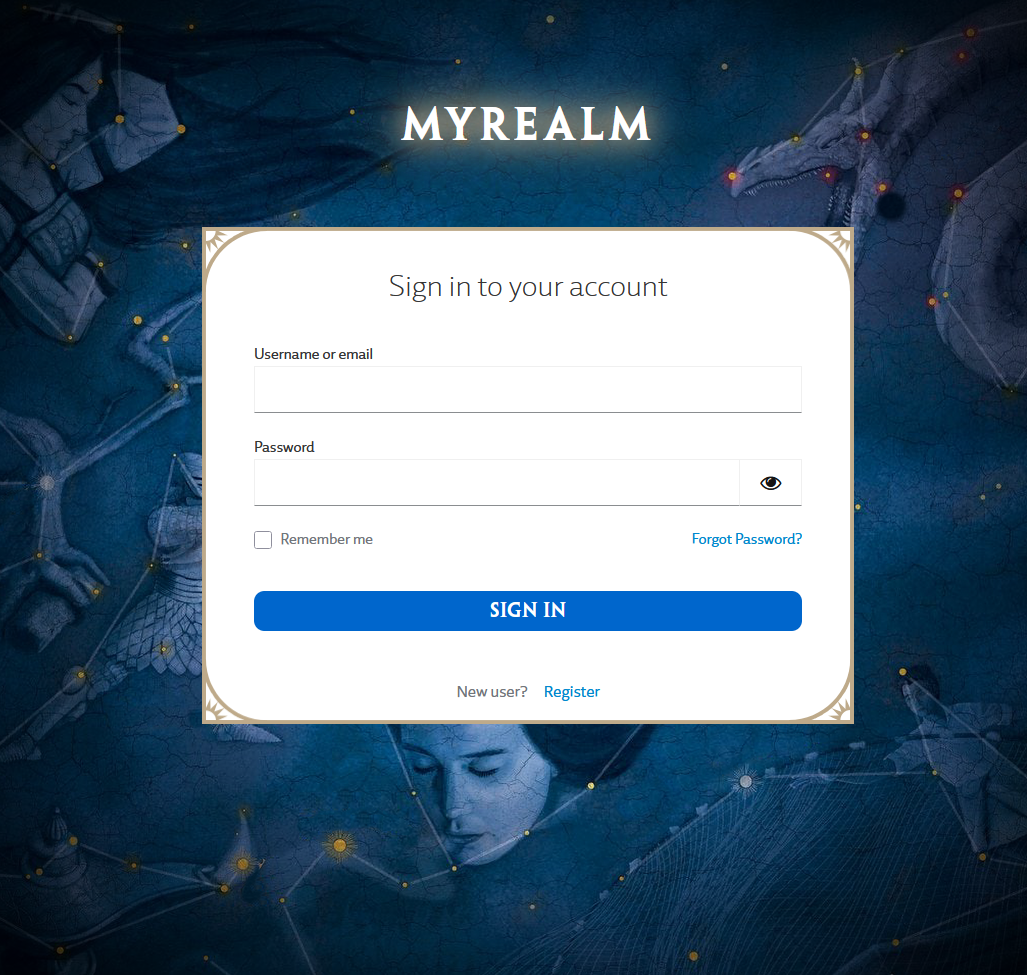 MYREALM
Sign in to your account
Username or email
Password
Remember me
Forgot Password?
SIGN IN
New user? Register